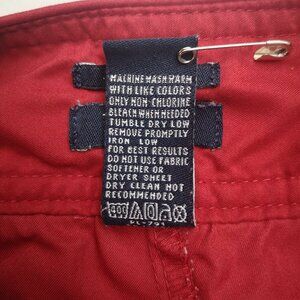 MACHINE WASH WARM
WITH LIKE COLORS
ONLY NON-CHLORINE
BLEACH WHEN NEEDED
TUMBLE DRY LOW
REMOVE PROMPTLY
IRON LOW
FOR BEST RESULTS
DO NOT USE FABRIC
SOFTENER OR
DRYER SHEET
DRY CLEAN NOT
RECOMMENDED